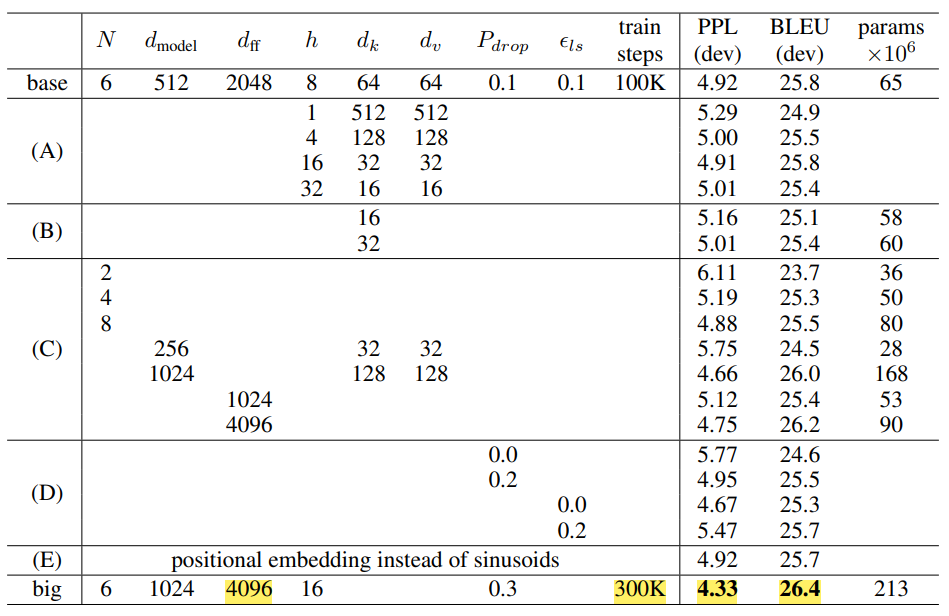 N d_model d_ff h d_k d_v P_drop ϵ_ls train steps PPL (dev) BLEU (dev) params ×10^6
base 6 512 2048 8 64 64 0.1 0.1 100K 4.92 25.8 65
(A)
1 512 512 5.29 24.9
4 128 128 5.00 25.5
16 32 32 4.91 25.8
32 16 16 5.01 25.4
(B)
16 5.16 25.1 58
32 5.01 25.4 60
(C)
2 6.11 23.7 36
4 5.19 25.3 50
8 4.88 25.5 80
256 32 32 5.75 24.5 28
1024 128 128 4.66 26.0 168
1024 5.12 25.4 53
4096 4.75 26.2 90
(D)
0.0 5.77 24.6
0.2 4.95 25.5
0.0 4.67 25.3
0.2 5.47 25.7
(E) positional embedding instead of sinusoids 4.92 25.7
big 6 1024 4096 16 0.3 300K 4.33 26.4 213